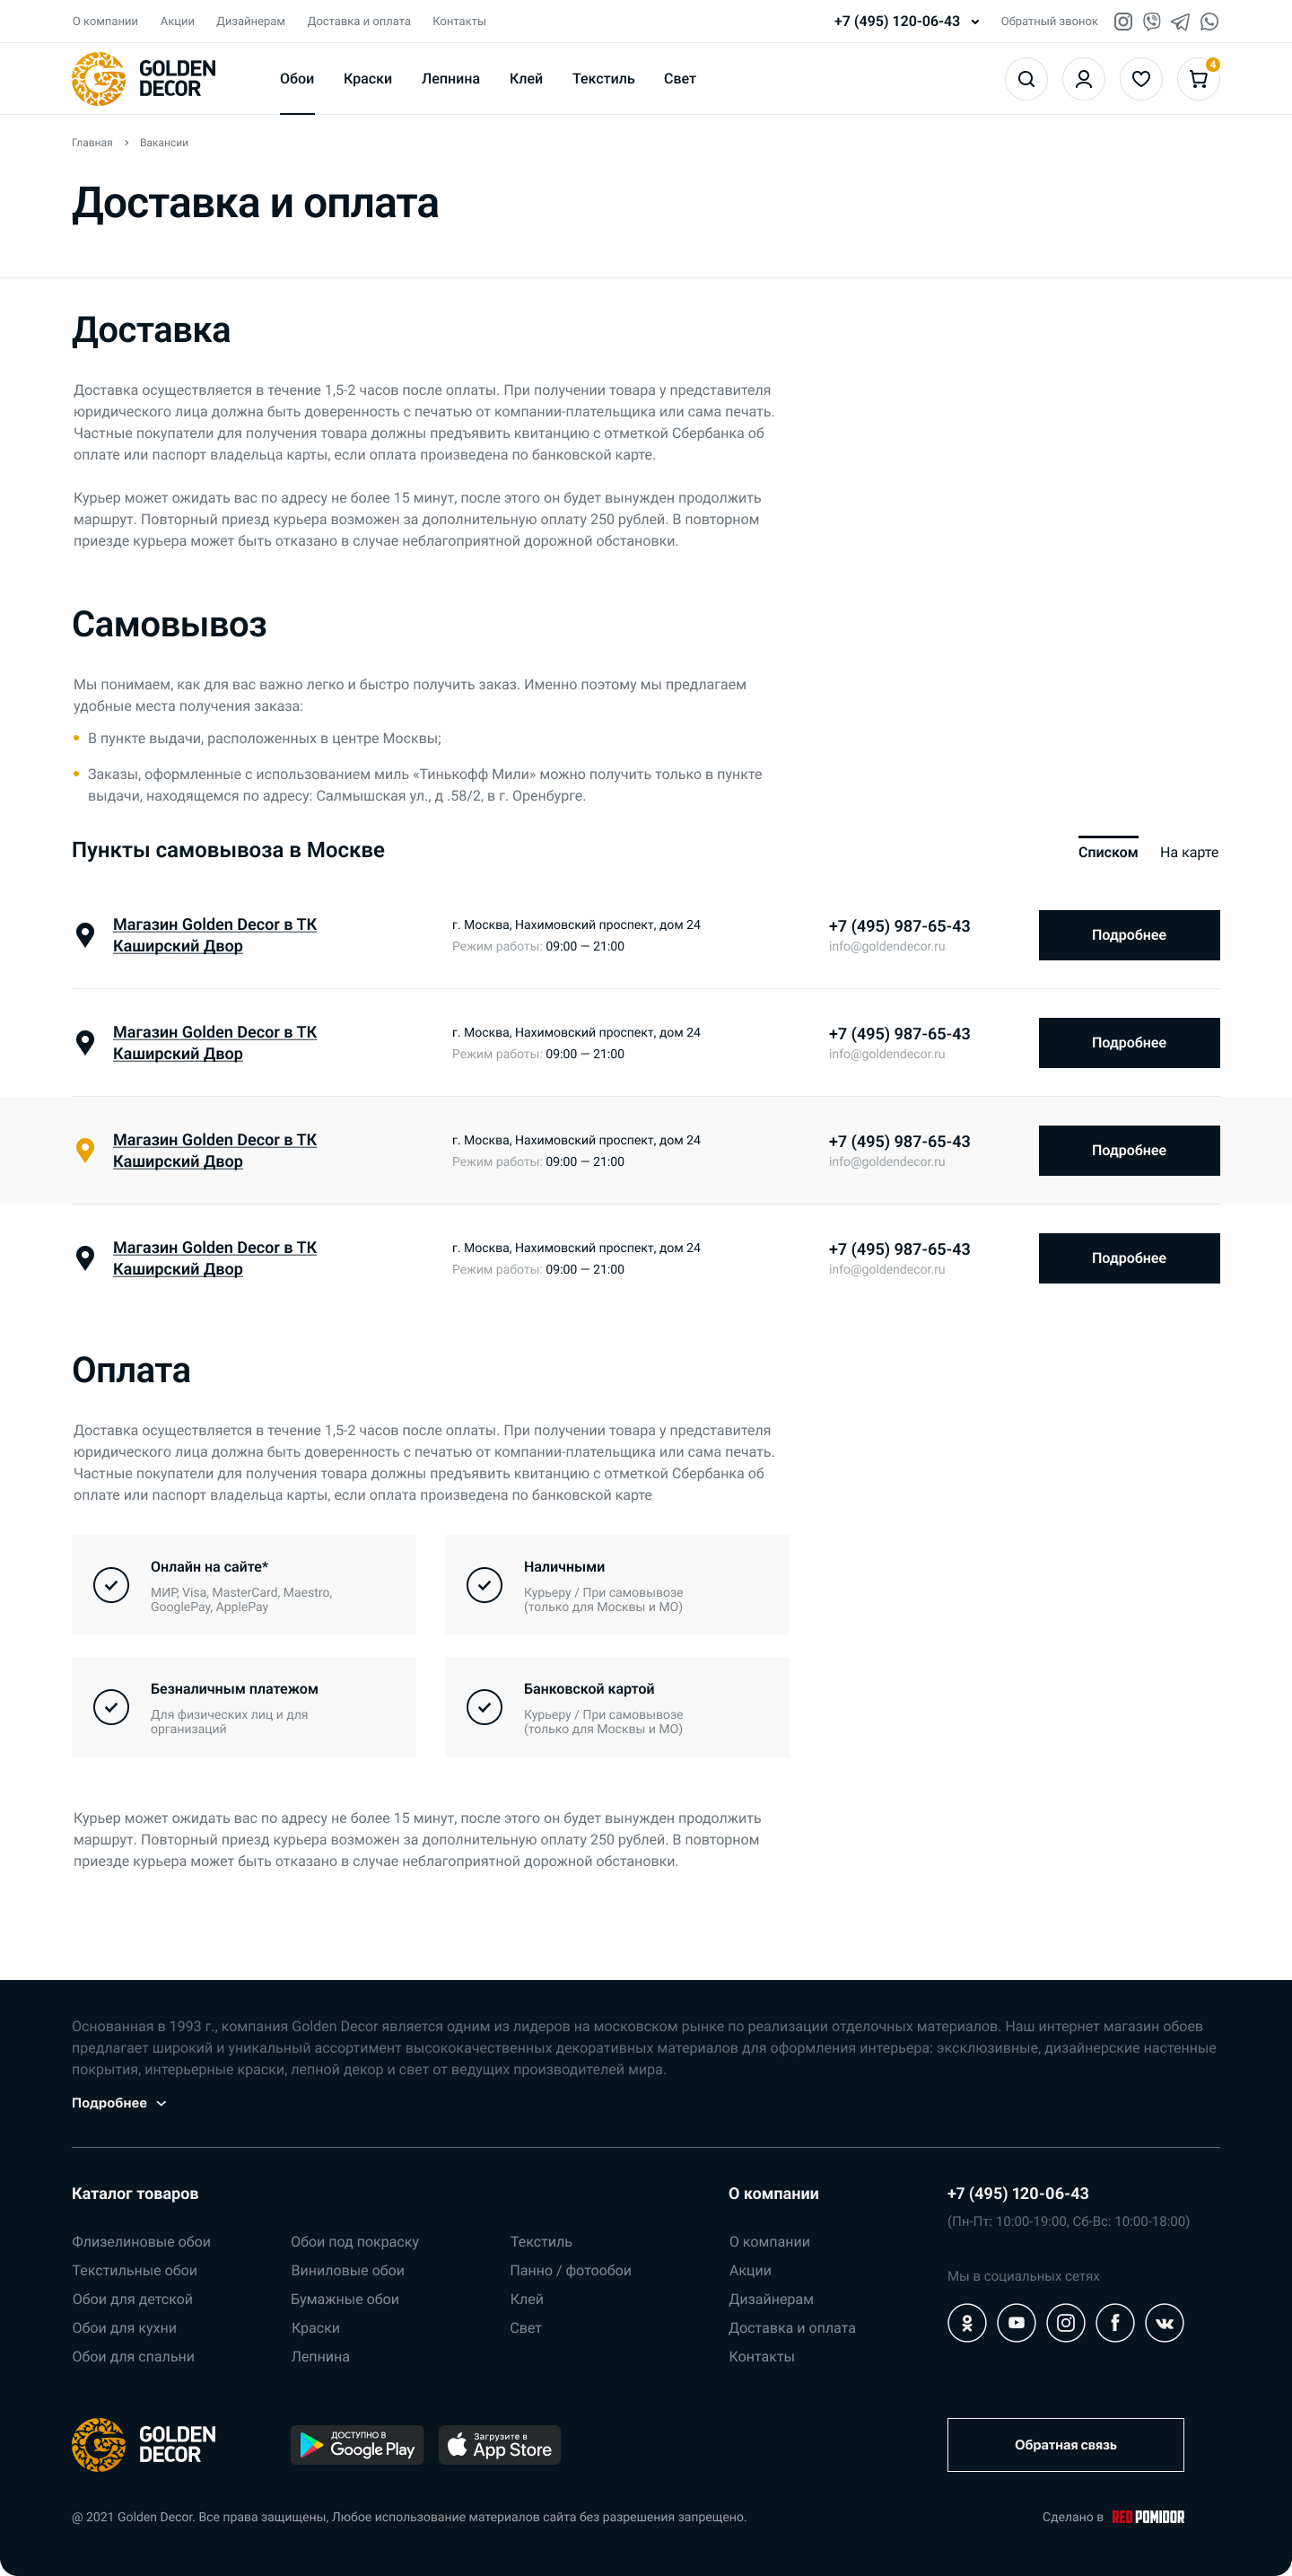 О компании Акции Дизайнерам Доставка и оплата Контакты +7 (495) 120-06-43 Обратный звонок
GOLDEN DECOR
Обои Краски Лепнина Клей Текстиль Свет 4
Главная Вакансии
Доставка и оплата
Доставка
Доставка осуществляется в течение 1,5-2 часов после оплаты. При получении товара у представителя
юридического лица должна быть доверенность с печатью от компании-плательщика или сама печать.
Частные покупатели для получения товара должны предъявить квитанцию с отметкой Сбербанка об
оплате или паспорт владельца карты, если оплата произведена по банковской карте.
Курьер может ожидать вас по адресу не более 15 минут, после этого он будет вынужден продолжить
маршрут. Повторный приезд курьера возможен за дополнительную оплату 250 рублей. В повторном
приезде курьера может быть отказано в случае неблагоприятной дорожной обстановки.
Самовывоз
Мы понимаем, как для вас важно легко и быстро получить заказ. Именно поэтому мы предлагаем
удобные места получения заказа:
В пункте выдачи, расположенных в центре Москвы;
Заказы, оформленные с использованием миль «Тинькофф Мили» можно получить только в пункте
выдачи, находящемся по адресу: Салмышская ул., д .58/2, в г. Оренбурге.
Пункты самовывоза в Москве
Списком На карте
Магазин Golden Decor в ТК
Каширский Двор
г. Москва, Нахимовский проспект, дом 24
Режим работы: 09:00 — 21:00
+7 (495) 987-65-43
info@goldendecor.ru
Подробнее
Магазин Golden Decor в ТК
Каширский Двор
г. Москва, Нахимовский проспект, дом 24
Режим работы: 09:00 — 21:00
+7 (495) 987-65-43
info@goldendecor.ru
Подробнее
Магазин Golden Decor в ТК
Каширский Двор
г. Москва, Нахимовский проспект, дом 24
Режим работы: 09:00 — 21:00
+7 (495) 987-65-43
info@goldendecor.ru
Подробнее
Магазин Golden Decor в ТК
Каширский Двор
г. Москва, Нахимовский проспект, дом 24
Режим работы: 09:00 — 21:00
+7 (495) 987-65-43
info@goldendecor.ru
Подробнее
Оплата
Доставка осуществляется в течение 1,5-2 часов после оплаты. При получении товара у представителя
юридического лица должна быть доверенность с печатью от компании-плательщика или сама печать.
Частные покупатели для получения товара должны предъявить квитанцию с отметкой Сбербанка об
оплате или паспорт владельца карты, если оплата произведена по банковской карте
Онлайн на сайте*
МИР, Visa, MasterCard, Maestro,
GooglePay, ApplePay
Наличными
Курьеру / При самовывозе
(только для Москвы и МО)
Безналичным платежом
Для физических лиц и для
организаций
Банковской картой
Курьеру / При самовывозе
(только для Москвы и МО)
Курьер может ожидать вас по адресу не более 15 минут, после этого он будет вынужден продолжить
маршрут. Повторный приезд курьера возможен за дополнительную оплату 250 рублей. В повторном
приезде курьера может быть отказано в случае неблагоприятной дорожной обстановки.
Основанная в 1993 г., компания Golden Decor является одним из лидеров на московском рынке по реализации отделочных материалов. Наш интернет магазин обоев
предлагает широкий и уникальный ассортимент высококачественных декоративных материалов для оформления интерьера: эксклюзивные, дизайнерские настенные
покрытия, интерьерные краски, лепной декор и свет от ведущих производителей мира.
Подробнее
Каталог товаров
Флизелиновые обои
Текстильные обои
Обои для детской
Обои для кухни
Обои для спальни
Обои под покраску
Виниловые обои
Бумажные обои
Краски
Лепнина
Текстиль
Панно / фотообои
Клей
Свет
О компании
О компании
Акции
Дизайнерам
Доставка и оплата
Контакты
+7 (495) 120-06-43
(Пн-Пт: 10:00-19:00, Сб-Вс: 10:00-18:00)
Мы в социальных сетях
GOLDEN DECOR
ДОСТУПНО В
Google Play
Загрузите в
App Store
Обратная связь
@ 2021 Golden Decor. Все права защищены, Любое использование материалов сайта без разрешения запрещено.
Сделано в REDPOMIDOR